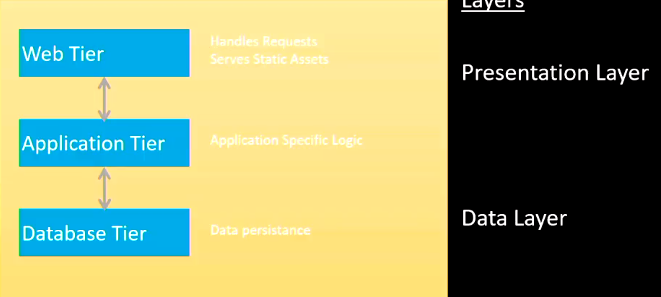 Layers
Web Tier
Handles Requests
Serves Static Assets
Presentation Layer
Application Tier
Application Specific Logic
Database Tier
Data persistance
Data Layer